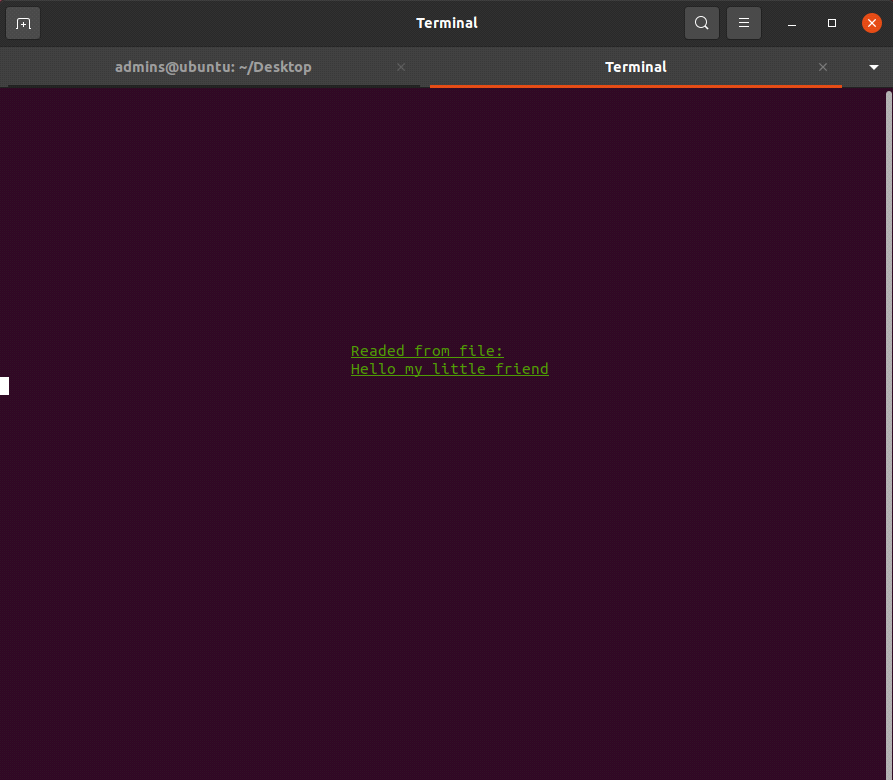 Terminal
admins@ubuntu: ~/Desktop
Terminal
Readed from file:
Hello my little friend